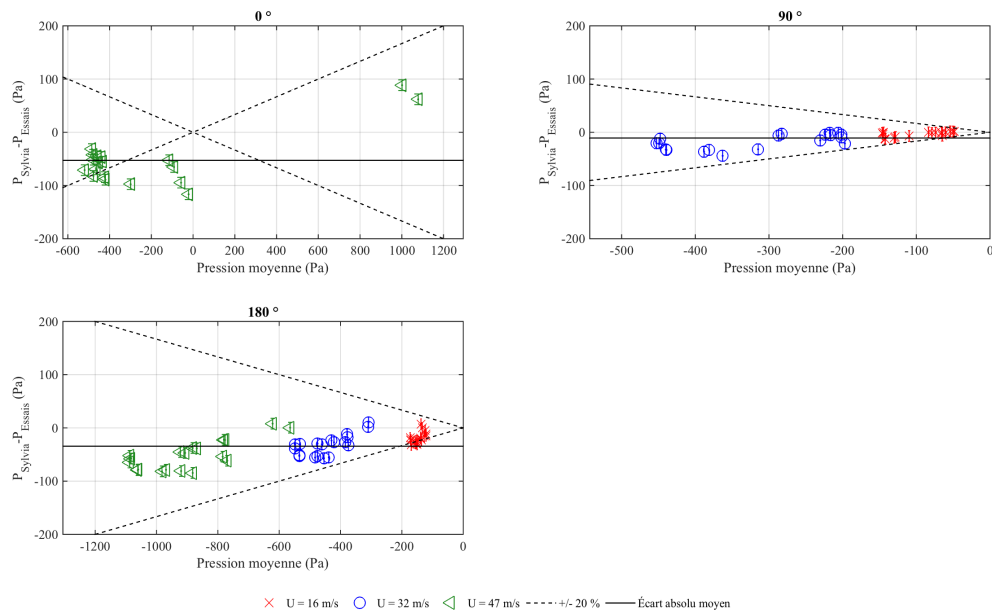 0 °
200
100
0
-100
-200
P Sylvia-P Essais (Pa)
-600 -400 -200 0 200 400 600 800 1000 1200
Pression moyenne (Pa)
90 °
200
100
0
-100
-200
P Sylvia-P Essais (Pa)
-500 -400 -300 -200 -100 0
Pression moyenne (Pa)
180 °
200
100
0
-100
-200
P Sylvia-P Essais (Pa)
-1200 -1000 -800 -600 -400 -200 0
Pression moyenne (Pa)
U = 16 m/s U = 32 m/s U = 47 m/s +/- 20 % Écart absolu moyen